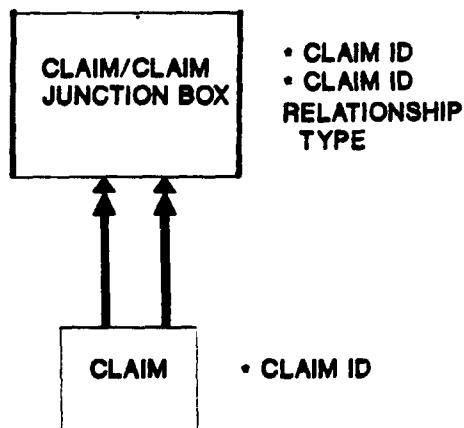 CLAIM/CLAIM
JUNCTION BOX
* CLAIM ID
* CLAIM ID
RELATIONSHIP
TYPE
CLAIM
* CLAIM ID